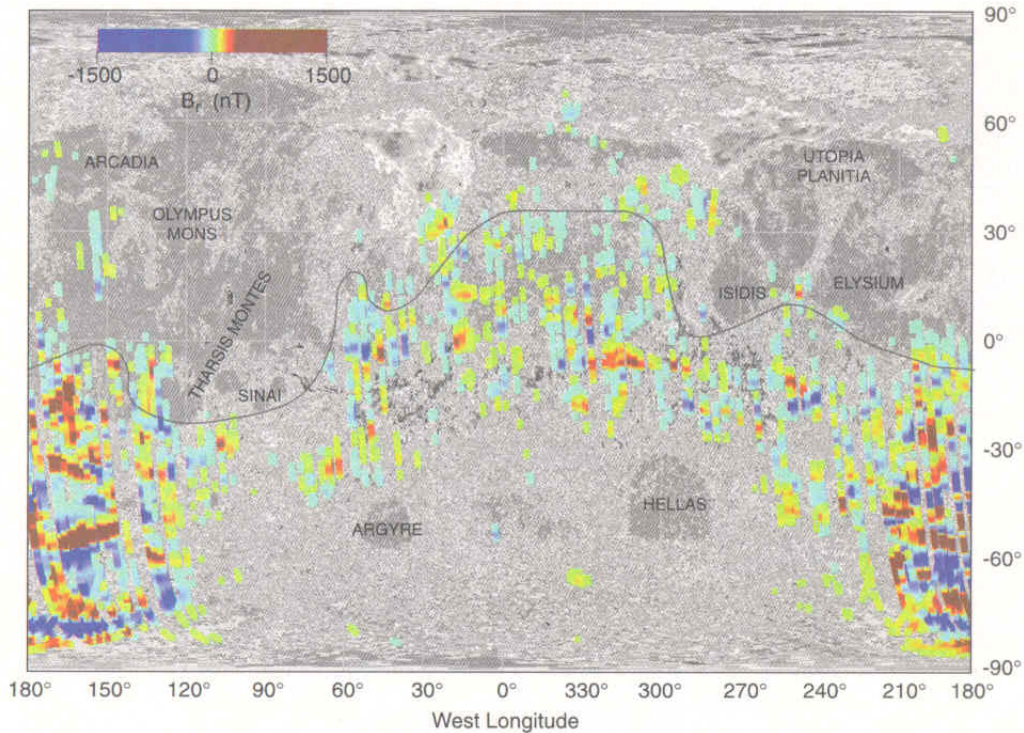 -1500 0 1500
Br (nT)
90°
60°
30°
0°
-30°
-60°
-90°
ARCADIA
OLYMPUS
MONS
THARSIS MONTES
SINAI
ARGYRE
HELLAS
UTOPIA
PLANITIA
ISIDIS
ELYSIUM
180° 150° 120° 90° 60° 30° 0° 330° 300° 270° 240° 210° 180°
West Longitude